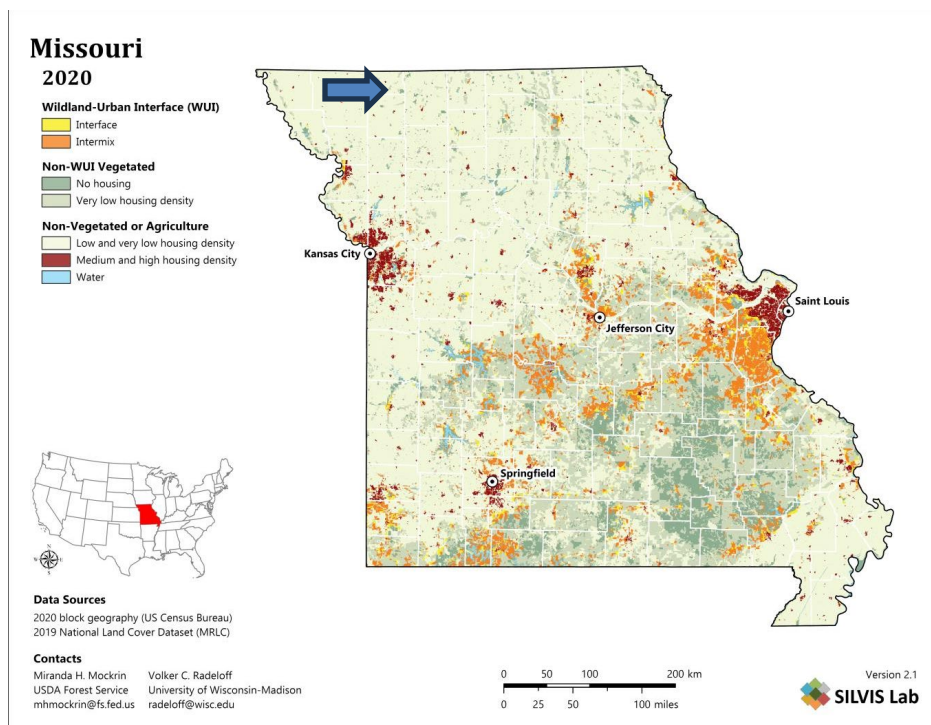 Missouri
2020
Wildland-Urban Interface (WUI)
Interface
Intermix
Non-WUI Vegetated
No housing
Very low housing density
Non-Vegetated or Agriculture
Low and very low housing density
Medium and high housing density
Water
Kansas City
Saint Louis
Jefferson City
Springfield
N
W E
S
Data Sources
2020 block geography (US Census Bureau)
2019 National Land Cover Dataset (MRLC)
Contacts
Miranda H. Mockrin Volker C. Radeloff
USDA Forest Service University of Wisconsin-Madison
mhmockrin@fs.fed.us radeloff@wisc.edu
0 50 100 200 km
0 25 50 100 miles
Version 2.1
SILVIS Lab